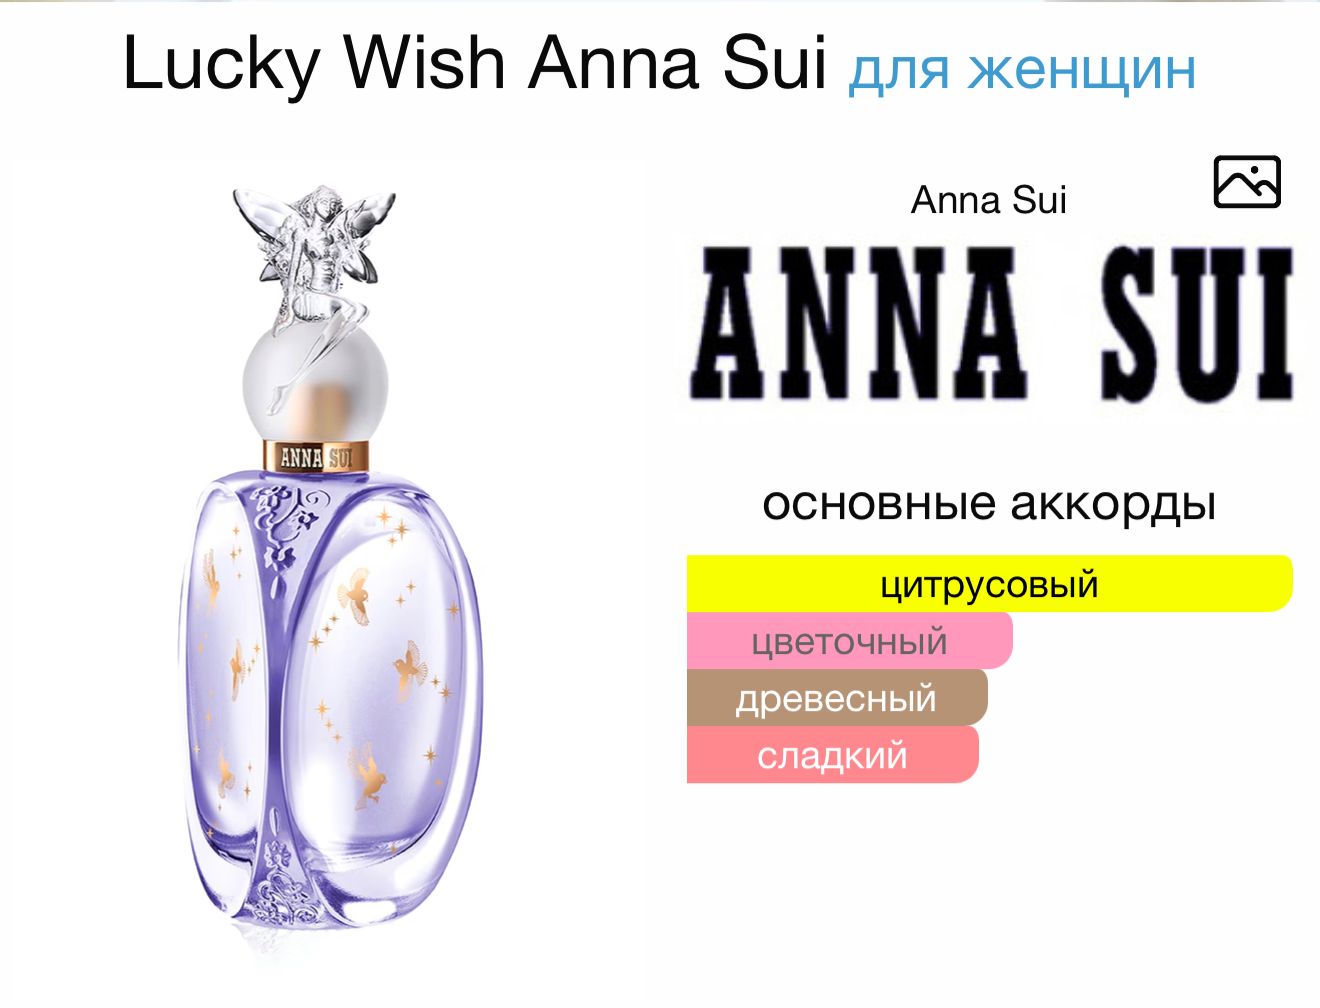 Lucky Wish Anna Sui для женщин
Anna Sui
ANNA SUI
ANNA SUI
основные аккорды
цитрусовый
цветочный
древесный
сладкий